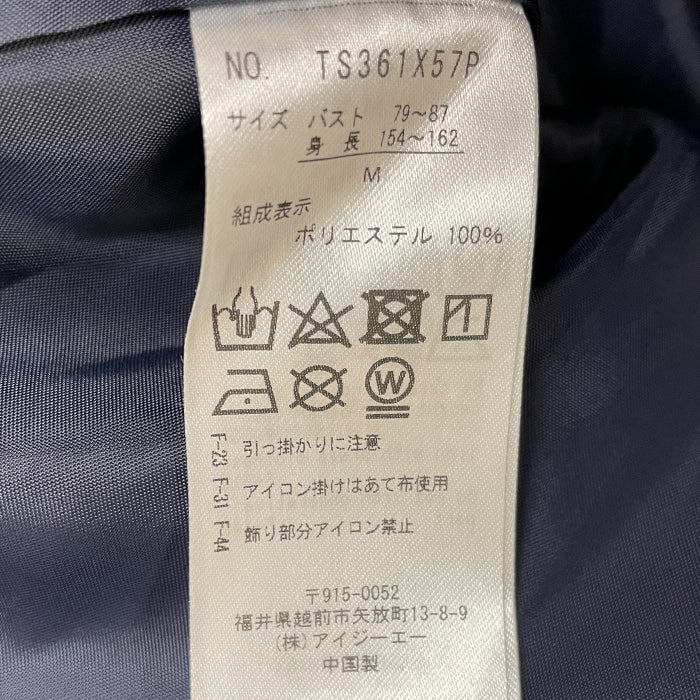 NO. TS361X57P
サイズ バスト 79～87
身長 154～162
M
組成表示
ポリエステル 100%
W
F-23 引っ掛かりに注意
F-31 アイロン掛けはあて布使用
F-44 飾り部分アイロン禁止
〒915-0052
福井県越前市矢放町13-8-9
(株)アイジーエー
中国製